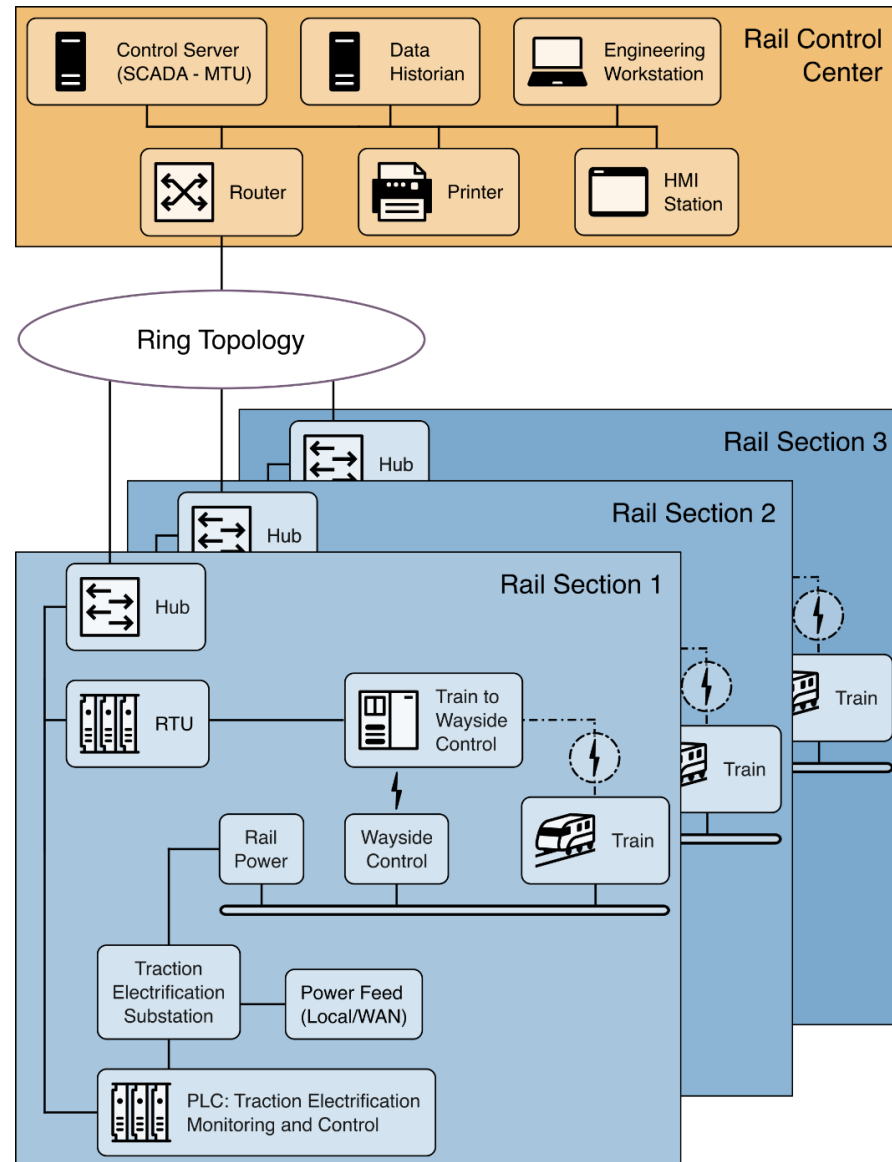 Control Server
(SCADA - MTU)
Data
Historian
Engineering
Workstation
Rail Control
Center
Router
Printer
HMI
Station
Ring Topology
Rail Section 3
Hub
Rail Section 2
Hub
Rail Section 1
Hub
RTU
Train to
Wayside
Control
Train
Train
Rail
Power
Wayside
Control
Train
Traction
Electrification
Substation
Power Feed
(Local/WAN)
PLC: Traction Electrification
Monitoring and Control